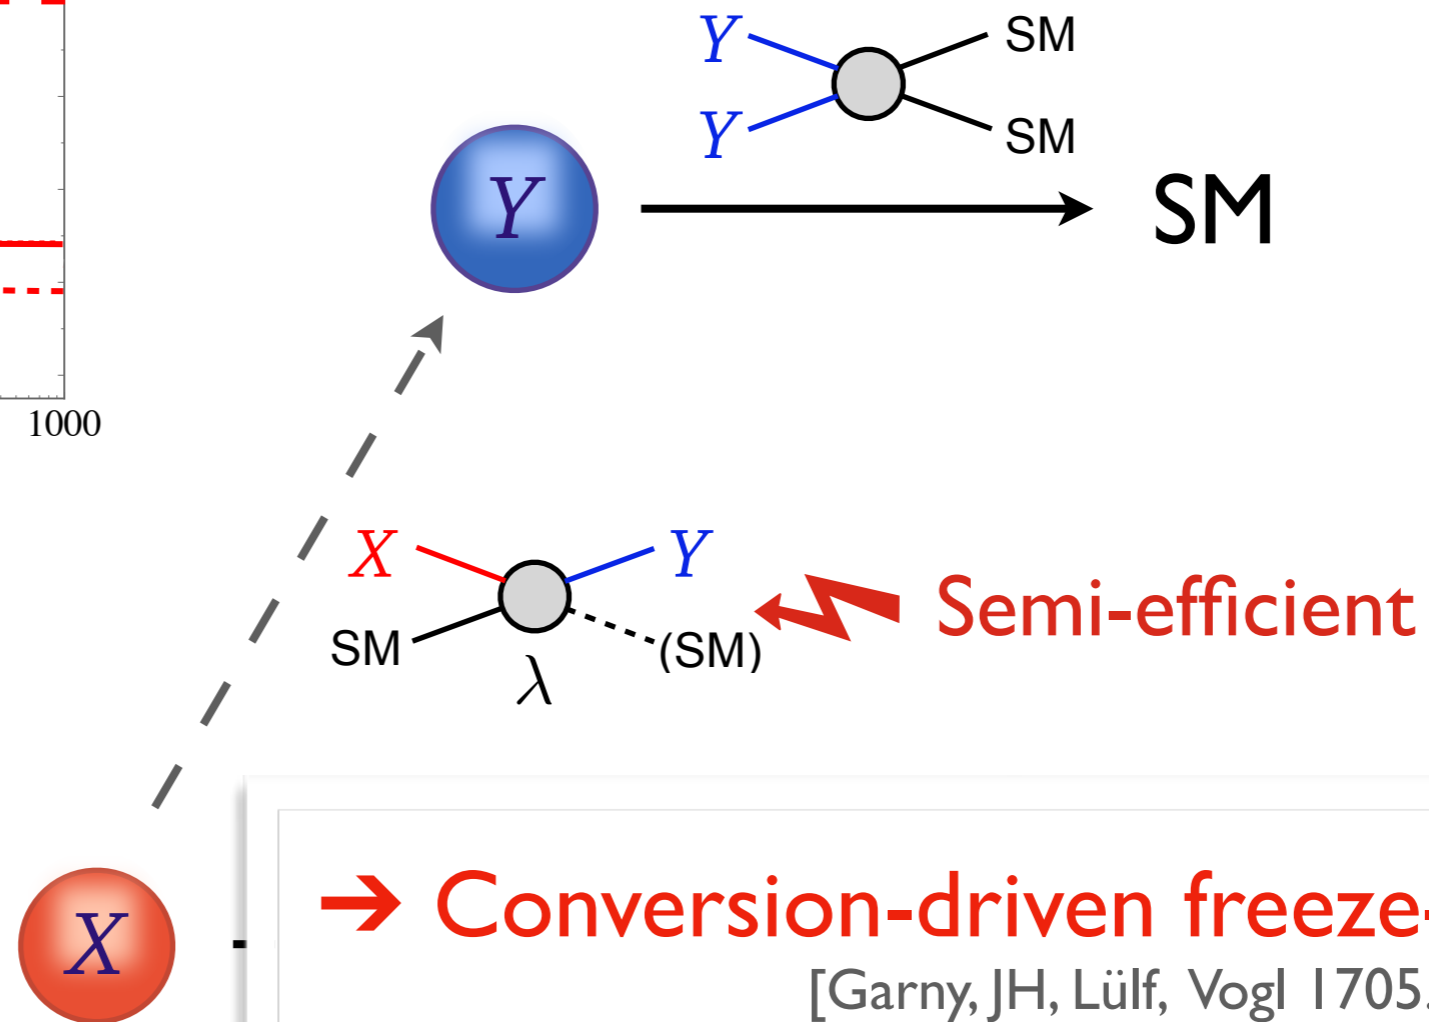 Y SM
Y SM
Y SM
1000
X Y
SM (SM)
λ
Semi-efficient
➔ Conversion-driven freeze-
X
[Garny, JH, Lülf, Vogl 1705.